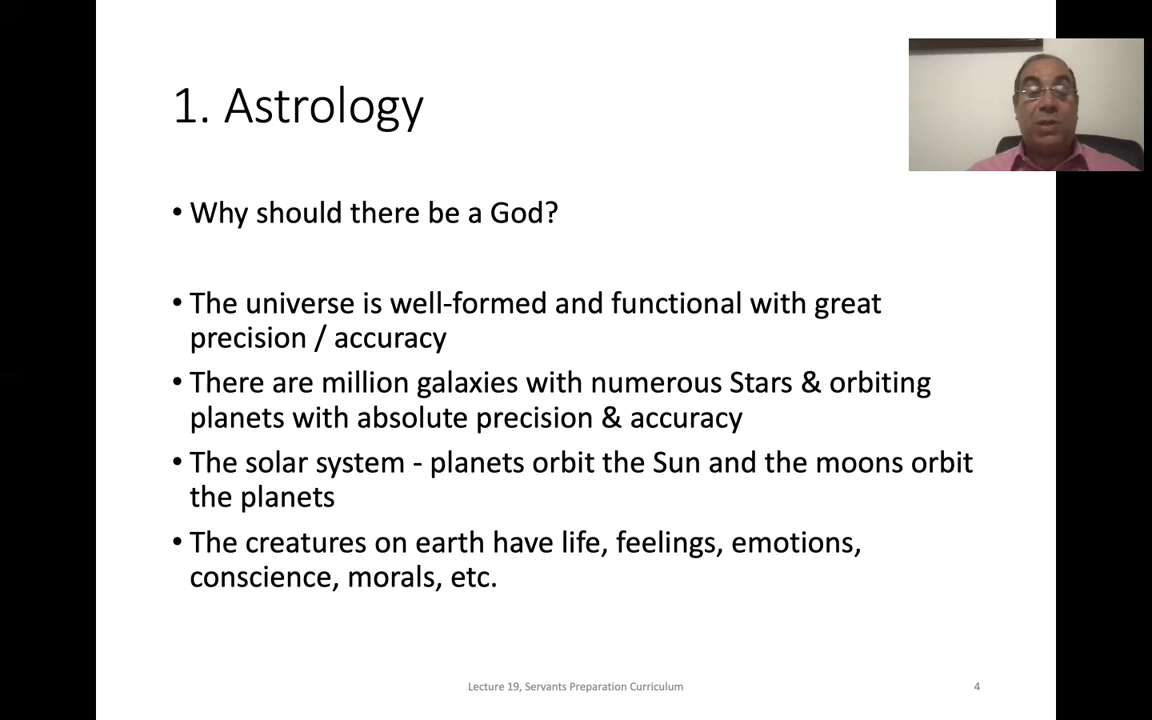 1. Astrology
• Why should there be a God?
• The universe is well-formed and functional with great
precision / accuracy
• There are million galaxies with numerous Stars & orbiting
planets with absolute precision & accuracy
• The solar system - planets orbit the Sun and the moons orbit
the planets
• The creatures on earth have life, feelings, emotions,
conscience, morals, etc.
Lecture 19, Servants Preparation Curriculum
4